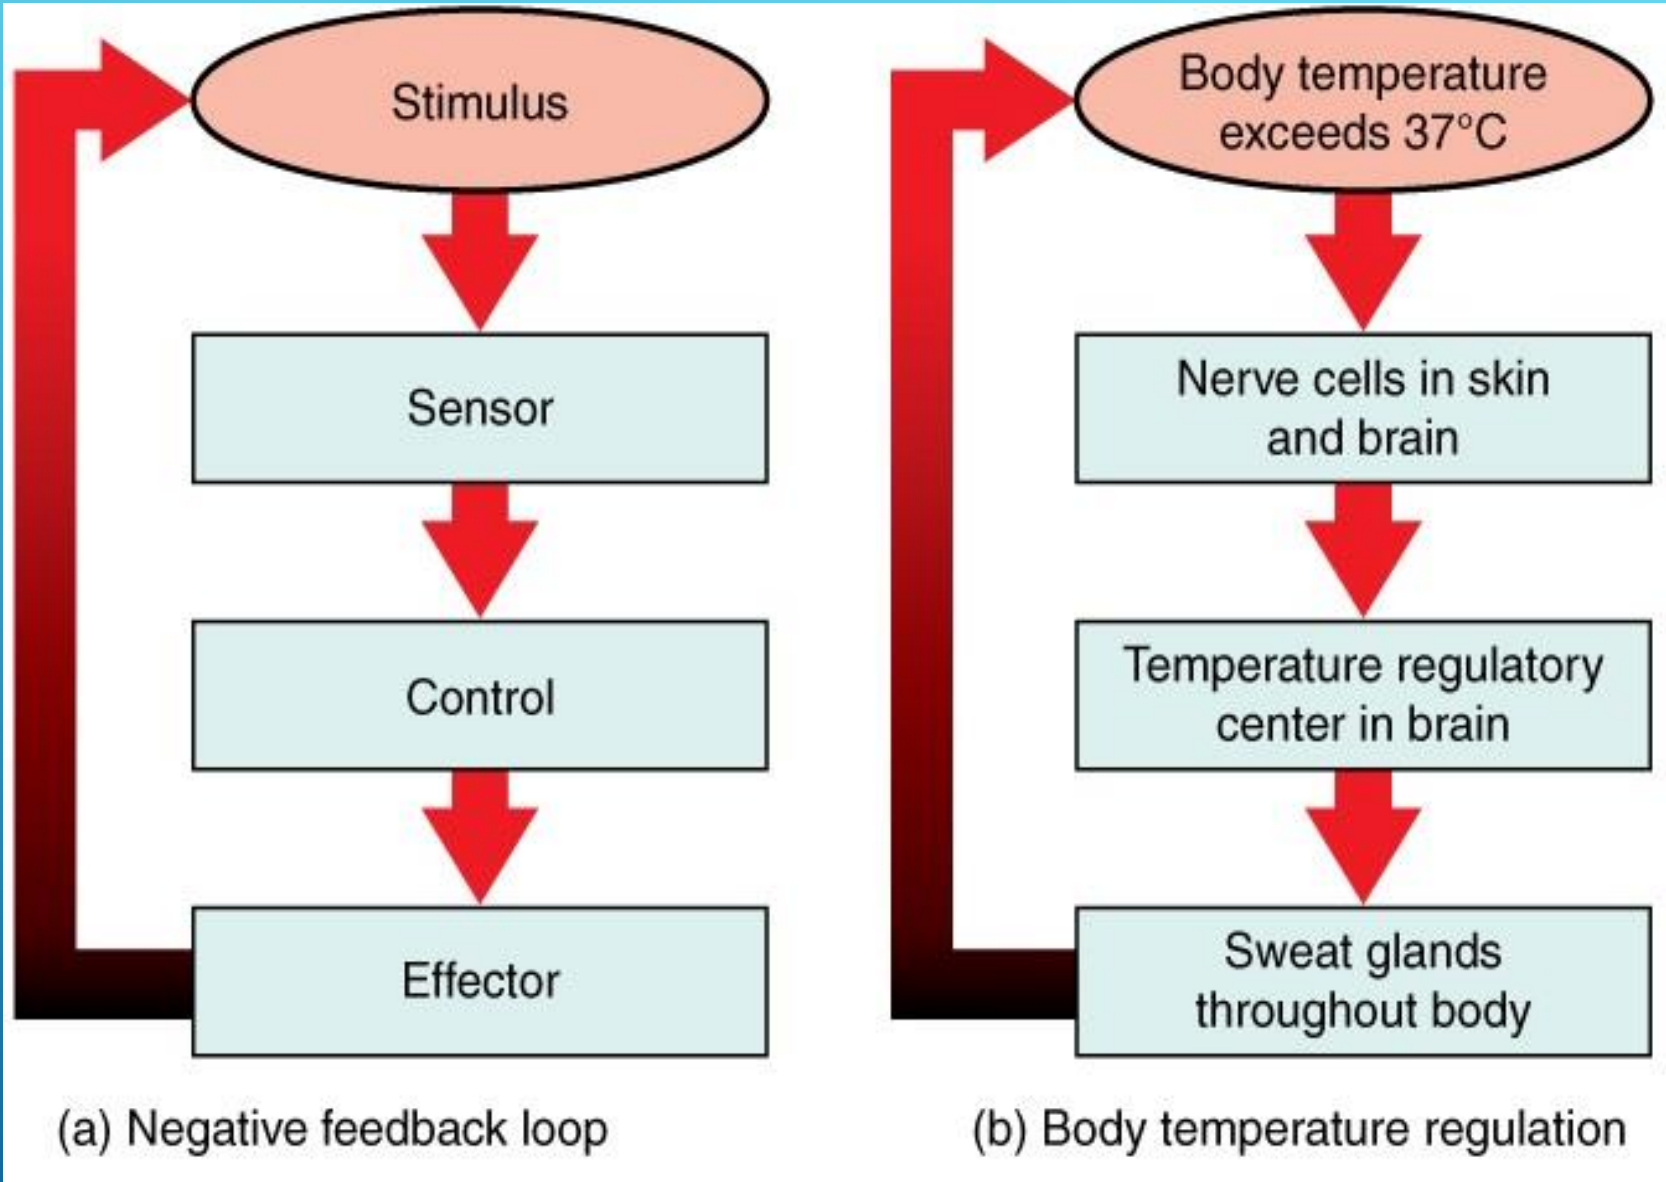 Stimulus
Sensor
Control
Effector
(a) Negative feedback loop
Body temperature
exceeds 37°C
Nerve cells in skin
and brain
Temperature regulatory
center in brain
Sweat glands
throughout body
(b) Body temperature regulation